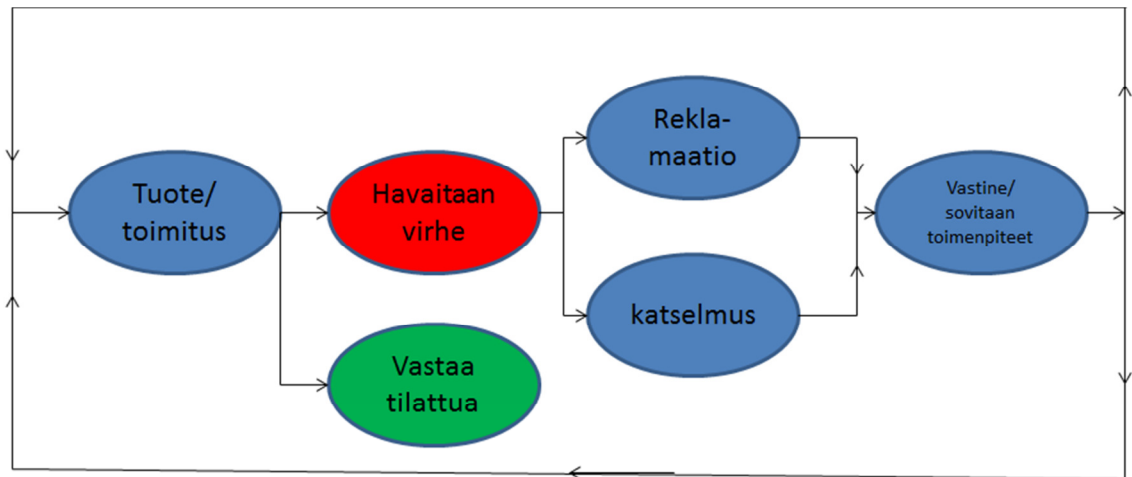 Tuote/
toimitus
Havaitaan
virhe
Vastaa
tilattua
Rekla-
maatio
katselmus
Vastine/
sovitaan
toimenpiteet